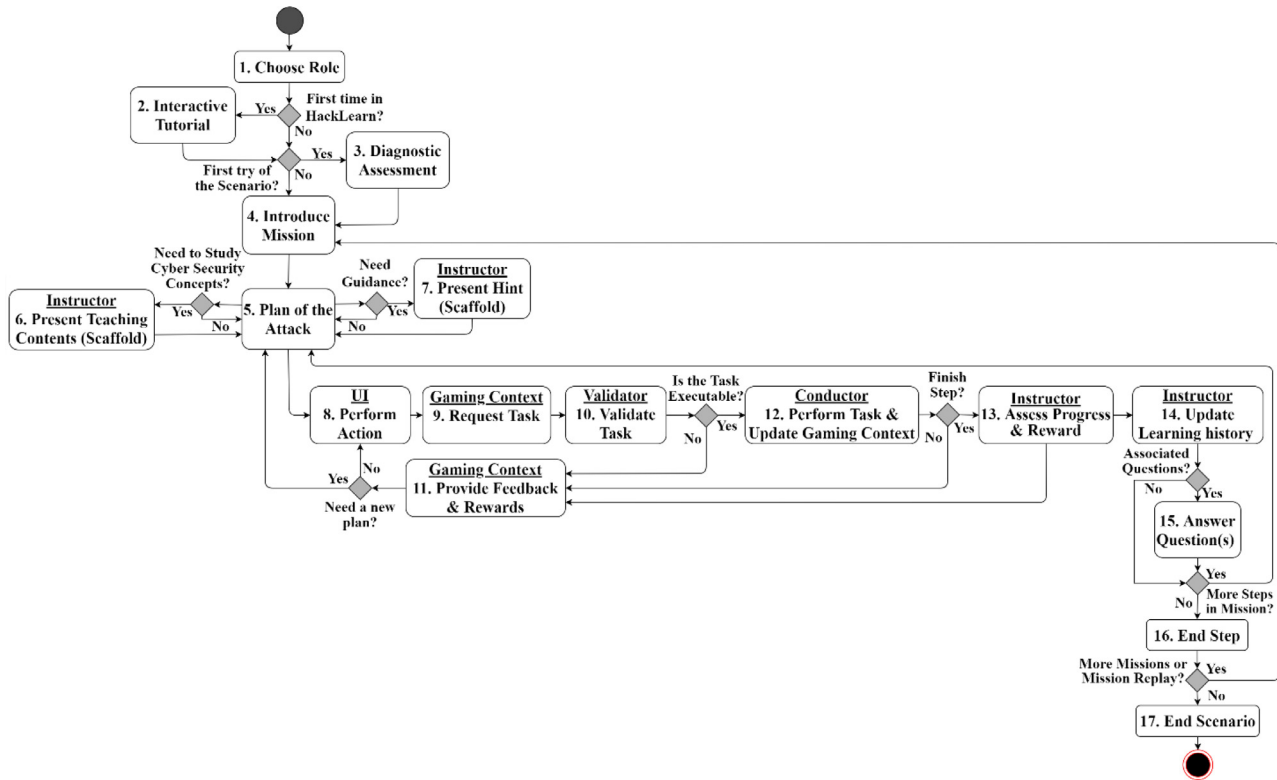 1. Choose Role
First time in
HackLearn?
Yes
No
2. Interactive
Tutorial
First try of
the Scenario?
Yes
No
3. Diagnostic
Assessment
4. Introduce
Mission
Need to Study
Cyber Security
Concepts?
Yes
No
Instructor
6. Present Teaching
Contents (Scaffold)
5. Plan of the
Attack
Need
Guidance?
Yes
Instructor
7. Present Hint
(Scaffold)
UI
8. Perform
Action
Gaming Context
9. Request Task
Validator
10. Validate
Task
Is the Task
Executable?
Yes
No
Conductor
12. Perform Task &
Update Gaming Context
Finish
Step?
Yes
No
Instructor
13. Assess Progress
& Reward
Instructor
14. Update
Learning history
Gaming Context
11. Provide Feedback
& Rewards
No
Yes
Need a new
plan?
Associated
Questions?
No
Yes
15. Answer
Question(s)
Yes
No
More Steps
in Mission?
16. End Step
More Missions or
Mission Replay?
Yes
No
17. End Scenario